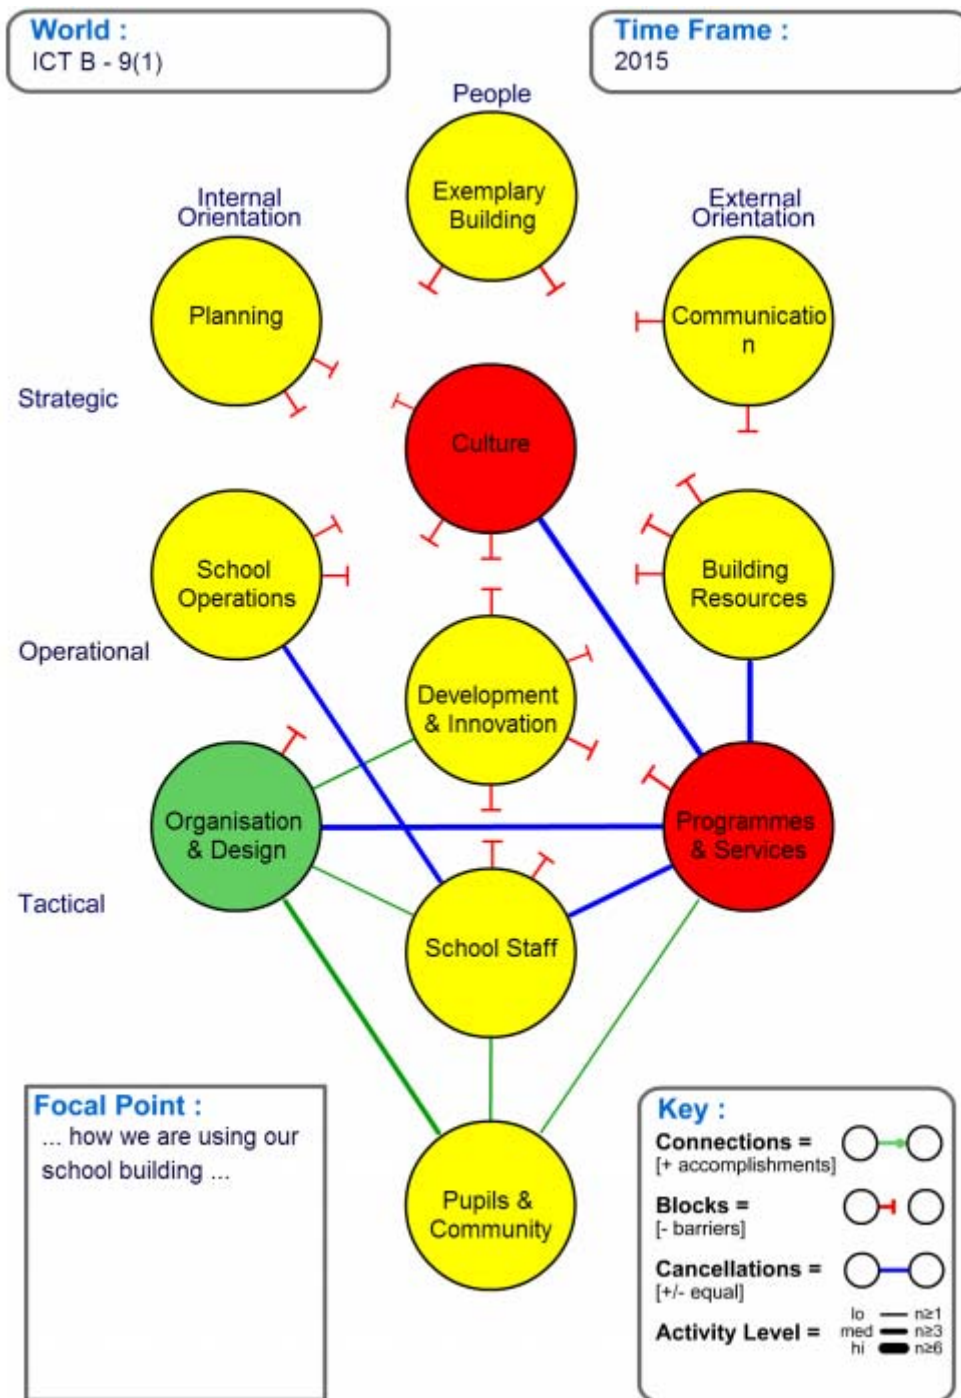 World :
ICT B - 9(1)
Time Frame :
2015
People
Internal
Orientation
External
Orientation
Exemplary
Building
Planning
Communicatio
n
Strategic
Culture
School
Operations
Building
Resources
Operational
Development
& Innovation
Organisation
& Design
Programmes
& Services
Tactical
School Staff
Pupils &
Community
Focal Point :
... how we are using our
school building ...
Key :
Connections =
[+ accomplishments]
Blocks =
[- barriers]
Cancellations =
[+/- equal]
Activity Level =
lo n≥1
med n≥3
hi n≥6